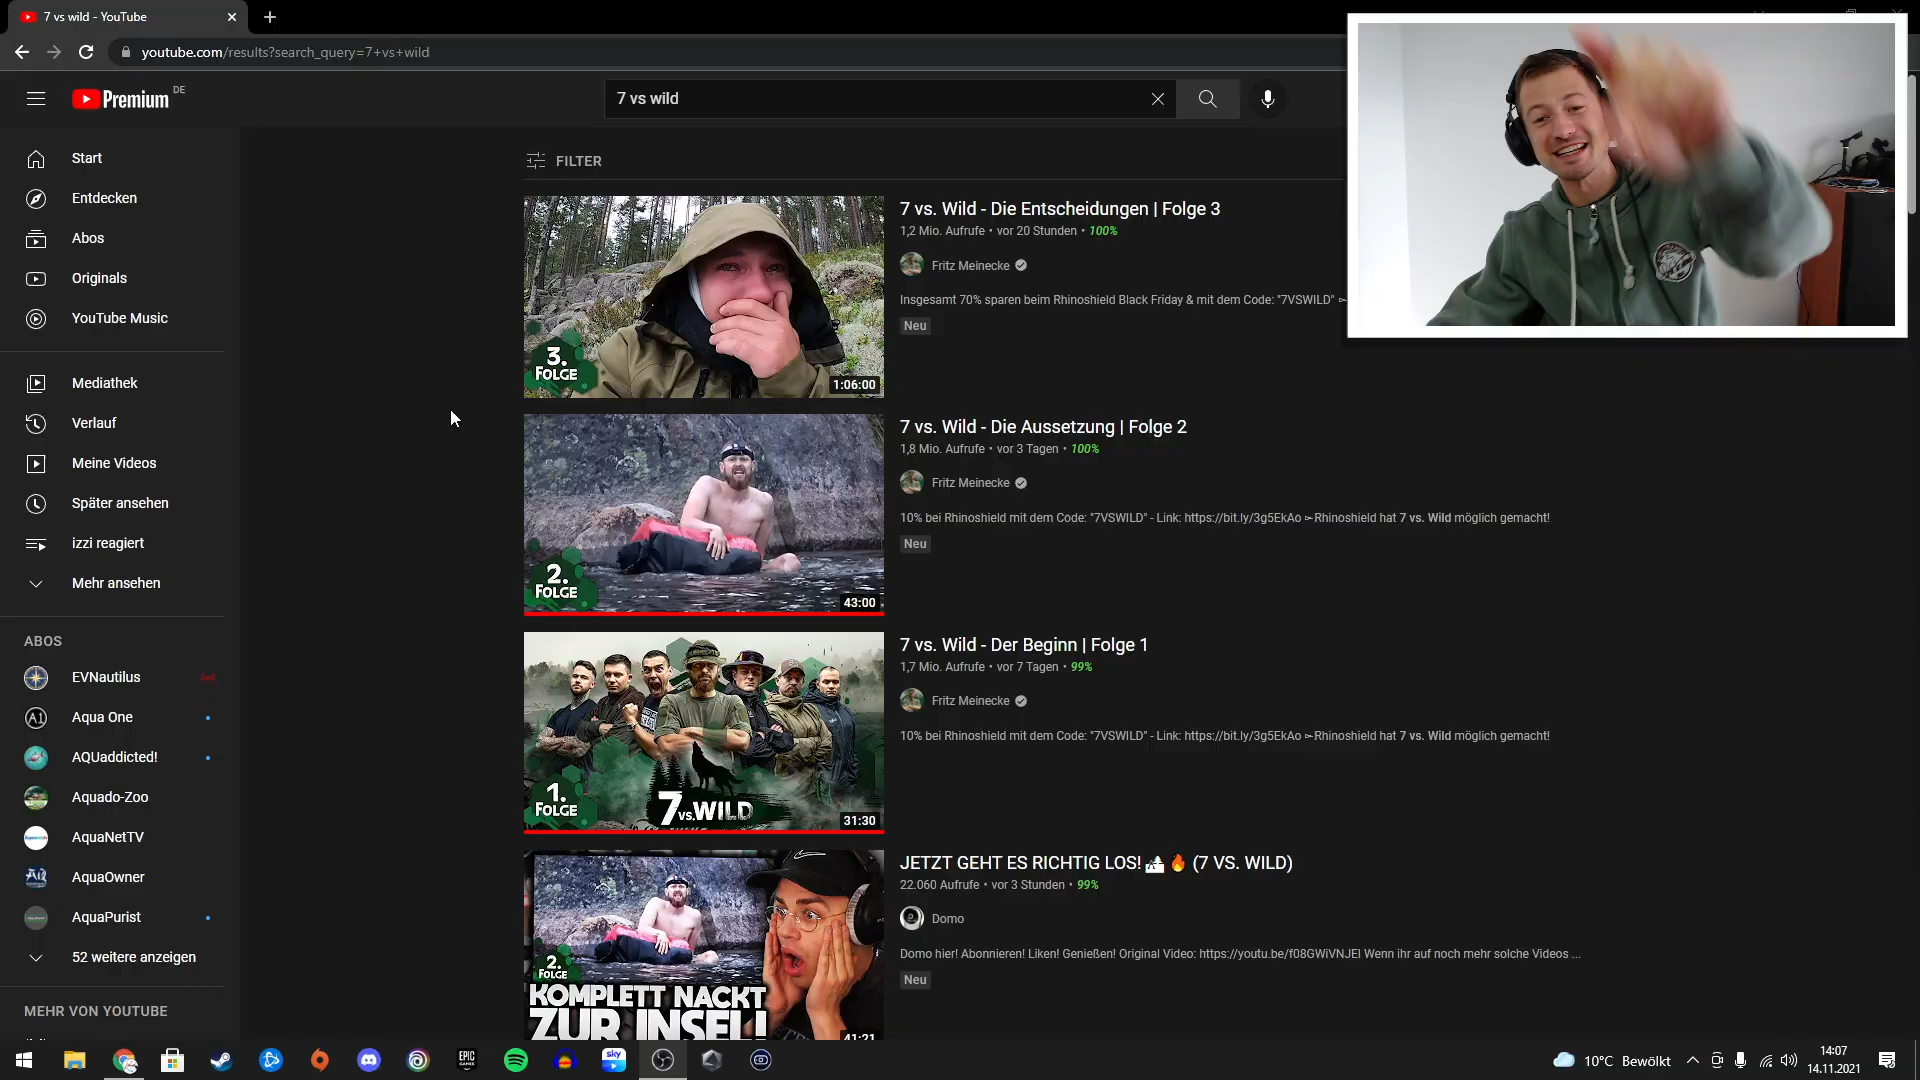 7 vs wild - YouTube
youtube.com/results?search_query=7+vs+wild
Premium DE
7 vs wild
Start
Entdecken
Abos
Originals
YouTube Music
Mediathek
Verlauf
Meine Videos
Später ansehen
izzi reagiert
Mehr ansehen
ABOS
EVNautilus
Aqua One
AQUaddicted!
Aquado-Zoo
AquaNetTV
AquaOwner
AquaPurist
52 weitere anzeigen
MEHR VON YOUTUBE
FILTER
3.
FOLGE
1:06:00
7 vs. Wild - Die Entscheidungen | Folge 3
1,2 Mio. Aufrufe • vor 20 Stunden • 100%
Fritz Meinecke
Insgesamt 70% sparen beim Rhinoshield Black Friday & mit dem Code: "7VSWILD" ►
Neu
2.
FOLGE
43:00
7 vs. Wild - Die Aussetzung | Folge 2
1,8 Mio. Aufrufe • vor 3 Tagen • 100%
Fritz Meinecke
10% bei Rhinoshield mit dem Code: "7VSWILD" - Link: https://bit.ly/3g5EkAo ►Rhinoshield hat 7 vs. Wild möglich gemacht!
Neu
1.
FOLGE
7 vs. WILD
31:30
7 vs. Wild - Der Beginn | Folge 1
1,7 Mio. Aufrufe • vor 7 Tagen • 99%
Fritz Meinecke
10% bei Rhinoshield mit dem Code: "7VSWILD" - Link: https://bit.ly/3g5EkAo ►Rhinoshield hat 7 vs. Wild möglich gemacht!
2.
FOLGE
KOMPLETT NACKT
ZUR INSEL!
41:21
JETZT GEHT ES RICHTIG LOS! 🏕🔥 (7 VS. WILD)
22.060 Aufrufe • vor 3 Stunden • 99%
Domo
Domo hier! Abonnieren! Liken! Genießen! Original Video: https://youtu.be/f08GWiVNJEI Wenn ihr auf noch mehr solche Videos ...
Neu
EPIC
GAMES
sky
10°C Bewölkt
14:07
14.11.2021